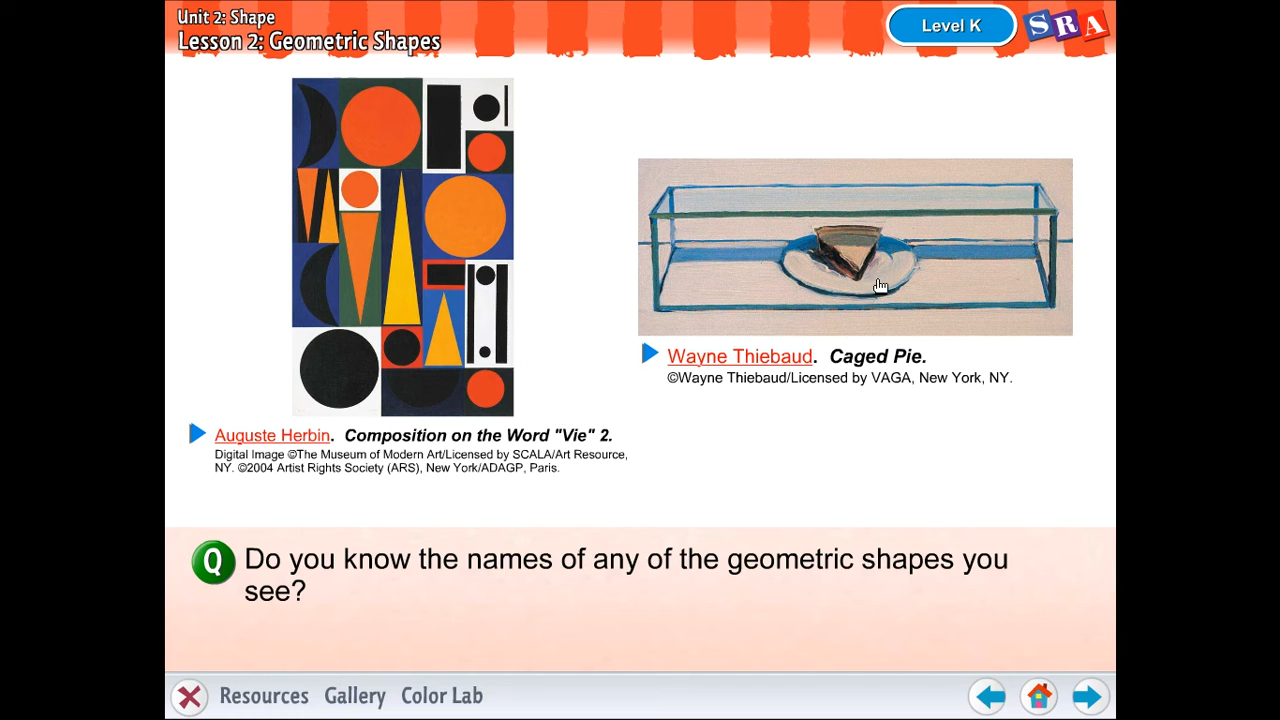 Unit 2: Shape
Lesson 2: Geometric Shapes
Level K
SRA
Auguste Herbin. Composition on the Word "Vie" 2.
Digital Image ©The Museum of Modern Art/Licensed by SCALA/Art Resource,
NY. ©2004 Artist Rights Society (ARS), New York/ADAGP, Paris.
Wayne Thiebaud. Caged Pie.
©Wayne Thiebaud/Licensed by VAGA, New York, NY.
Q Do you know the names of any of the geometric shapes you
see?
Resources Gallery Color Lab